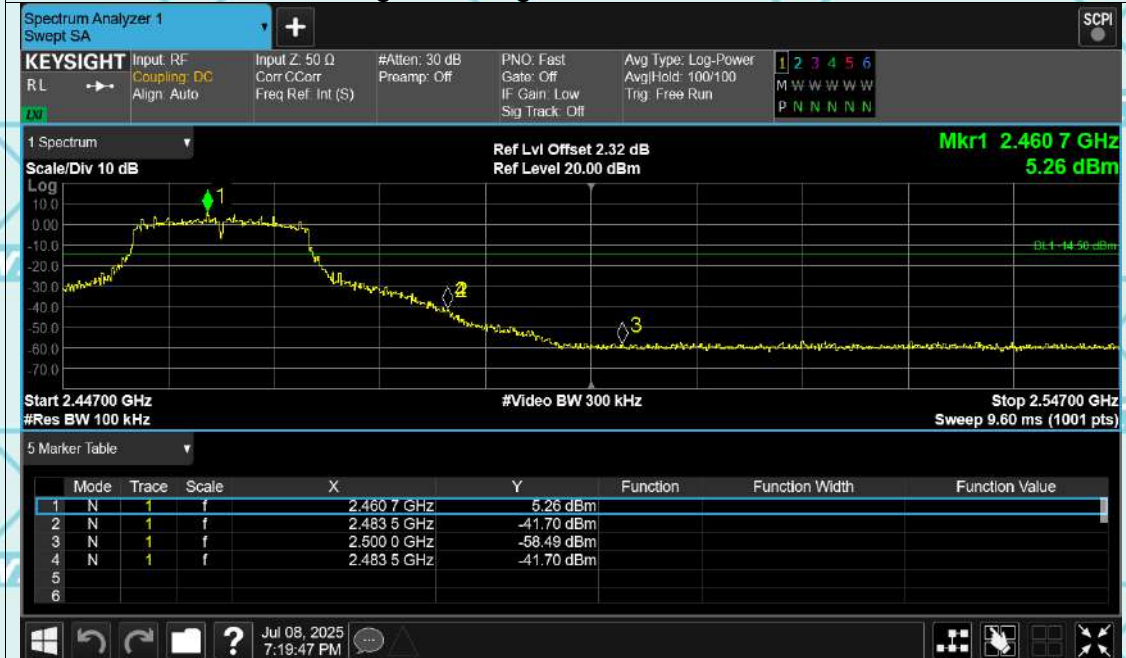 Spectrum Analyzer 1
Swept SA
+
SCPI
KEYSIGHT
RL
LXI
Input: RF
Coupling: DC
Align: Auto
Input Z: 50 Ω
Corr CCorr
Freq Ref: Int (S)
#Atten: 30 dB
Preamp: Off
PNO: Fast
Gate: Off
IF Gain: Low
Sig Track: Off
Avg Type: Log-Power
Avg|Hold: 100/100
Trig: Free Run
1 2 3 4 5 6
M W W W W W
P N N N N N
1 Spectrum
Scale/Div 10 dB
Ref Lvl Offset 2.32 dB
Ref Level 20.00 dBm
Mkr1 2.460 7 GHz
5.26 dBm
Log
10.0
0.00
-10.0
-20.0
-30.0
-40.0
-50.0
-60.0
-70.0
1
3
DL1 -14.50 dBm
Start 2.44700 GHz
#Video BW 300 kHz
Stop 2.54700 GHz
#Res BW 100 kHz
Sweep 9.60 ms (1001 pts)
5 Marker Table
Mode Trace Scale X Y Function Function Width Function Value
1 N 1 f 2.460 7 GHz 5.26 dBm
2 N 1 f 2.483 5 GHz -41.70 dBm
3 N 1 f 2.500 0 GHz -58.49 dBm
4 N 1 f 2.483 5 GHz -41.70 dBm
5
6
?
Jul 08, 2025
7:19:47 PM